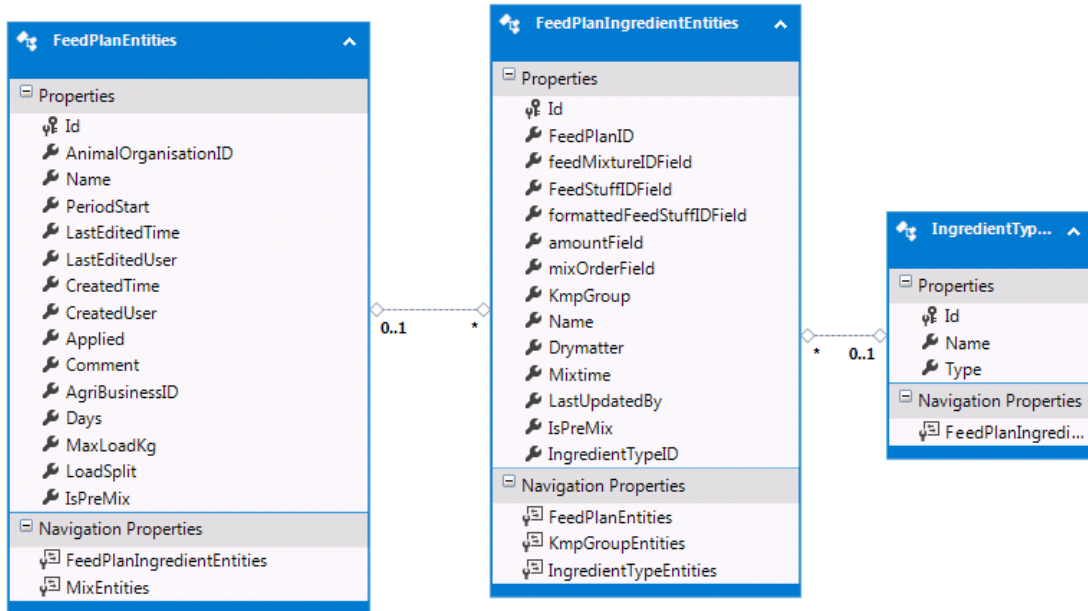 FeedPlanEntities
Properties
Id
AnimalOrganisationID
Name
PeriodStart
LastEditedTime
LastEditedUser
CreatedTime
CreatedUser
Applied
Comment
AgriBusinessID
Days
MaxLoadKg
LoadSplit
IsPreMix
Navigation Properties
FeedPlanIngredientEntities
MixEntities
0..1
*
FeedPlanIngredientEntities
Properties
Id
FeedPlanID
feedMixtureIDField
FeedStuffIDField
formattedFeedStuffIDField
amountField
mixOrderField
KmpGroup
Name
Drymatter
Mixtime
LastUpdatedBy
IsPreMix
IngredientTypeID
Navigation Properties
FeedPlanEntities
KmpGroupEntities
IngredientTypeEntities
*
0..1
IngredientTyp...
Properties
Id
Name
Type
Navigation Properties
FeedPlanIngredi...